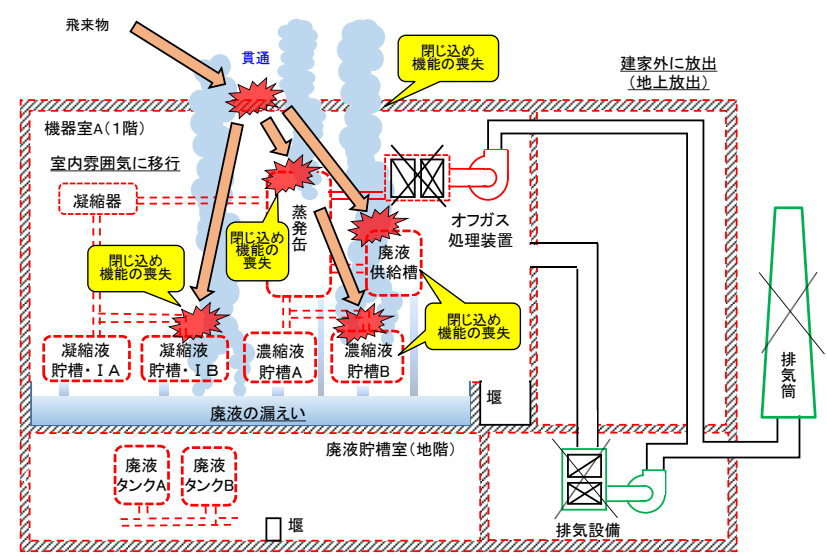 飛来物
貫通
閉じ込め
機能の喪失
建家外に放出
（地上放出）
機器室A（１階）
室内雰囲気に移行
凝縮器
蒸発缶
閉じ込め
機能の
喪失
オフガス
処理装置
閉じ込め
機能の喪失
廃液
供給槽
閉じ込め
機能の喪失
凝縮液
貯槽・ＩＡ
凝縮液
貯槽・ＩＢ
濃縮液
貯槽A
濃縮液
貯槽B
堰
排気筒
廃液の漏えい
廃液貯槽室（地階）
廃液
タンクA
廃液
タンクB
堰
排気設備